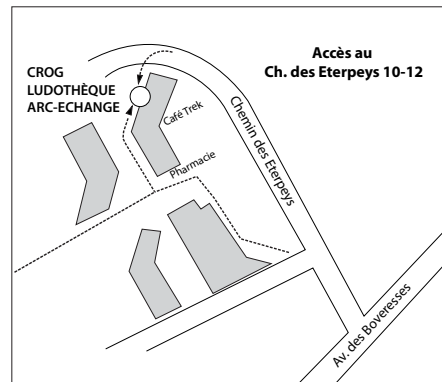 Accès au
Ch. des Eterpeys 10-12
CROG
LUDOTHÈQUE
ARC-ECHANGE
Café Trek
Chemin des Eterpeys
Pharmacie
Av. des Boveresses